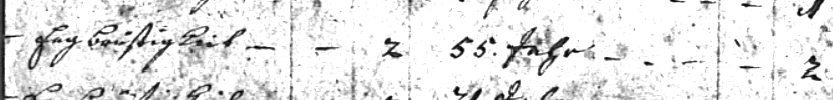 – Engbrüstigkeit – – 2 55. Jahr – – – – 2.